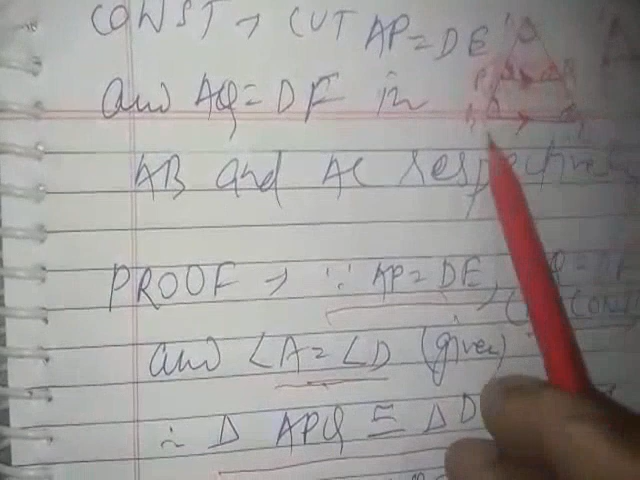 CONST → CUT AP = DE
and AQ = DF in
AB and AC respective
PROOF → ∵ AP = DE,
and ∠A = ∠D (given)
∴ Δ APQ ≅ Δ D